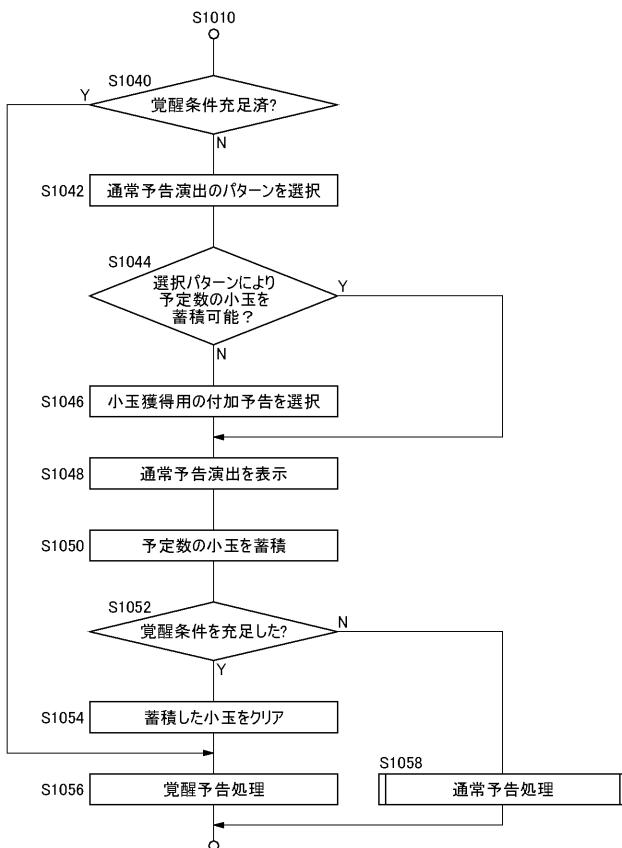 S1010
S1040
Y
覚醒条件充足済?
N
S1042
通常予告演出のパターンを選択
S1044
選択パターンにより
予定数の小玉を
蓄積可能？
Y
N
S1046
小玉獲得用の付加予告を選択
S1048
通常予告演出を表示
S1050
予定数の小玉を蓄積
S1052
覚醒条件を充足した?
N
Y
S1054
蓄積した小玉をクリア
S1056
覚醒予告処理
S1058
通常予告処理